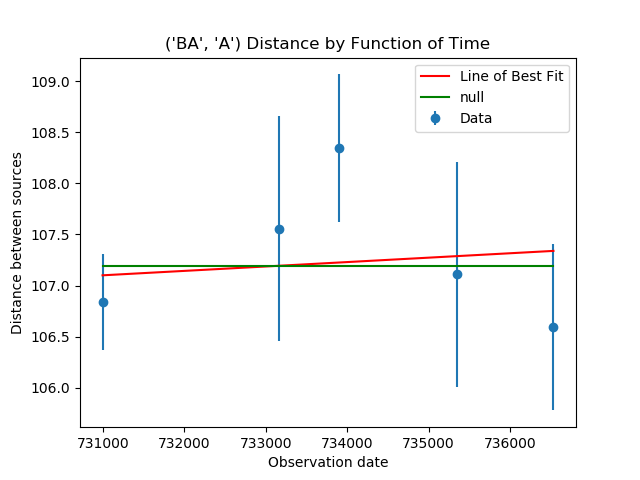 ('BA', 'A') Distance by Function of Time
Line of Best Fit
null
Data
Distance between sources
109.0
108.5
108.0
107.5
107.0
106.5
106.0
731000 732000 733000 734000 735000 736000
Observation date